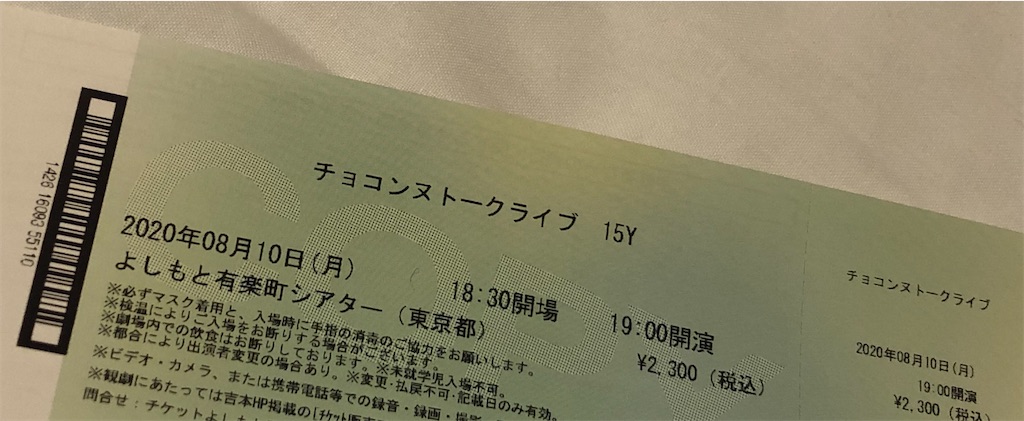 1426 16093 55110
チョコンヌトークライブ 15Y
2020年08月10日(月) 18:30開場 19:00開演
よしもと有楽町シアター (東京都) ¥2,300 (税込)
※必ずマスク着用と、入場時に手指の消毒のご協力をお願いします。
※検温によりご入場をお断りする場合がございます。
※劇場内での飲食はお断りしております。※未就学児入場不可。
※都合により出演者変更の場合あり。※変更・払戻不可・記載日のみ有効。
※ビデオ・カメラ、または携帯電話等での録音・録画・撮影
※観劇にあたっては吉本HP掲載の「チケット販売
問合せ：チケットよしも
チョコンヌトークライブ
2020年08月10日(月)
19:00開演
¥2,300 (税込)